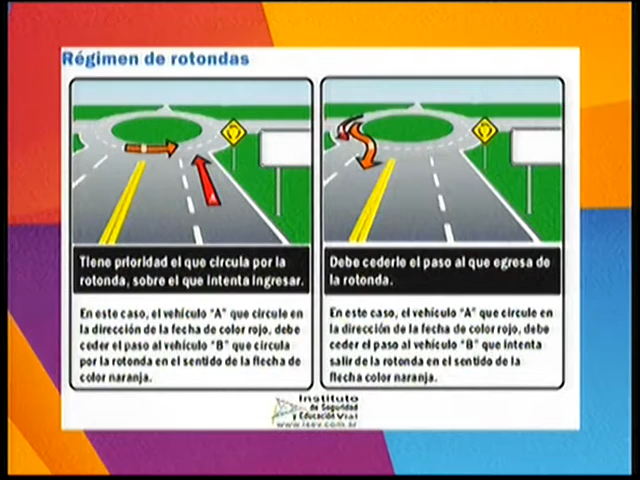 Régimen de rotondas
Tiene prioridad el que circula por la
rotonda, sobre el que intenta ingresar.
En este caso, el vehículo "A" que circule en
la dirección de la fecha de color rojo, debe
ceder el paso al vehículo "B" que circula
por la rotonda en el sentido de la flecha de
color naranja.
Debe cederle el paso al que egresa de
la rotonda.
En este caso, el vehículo "A" que circule en
la dirección de la fecha de color rojo, debe
ceder el paso al vehículo "B" que intenta
salir de la rotonda en el sentido de la
flecha color naranja.
Instituto
de Seguridad
y Educación Vial
www.isev.com.ar